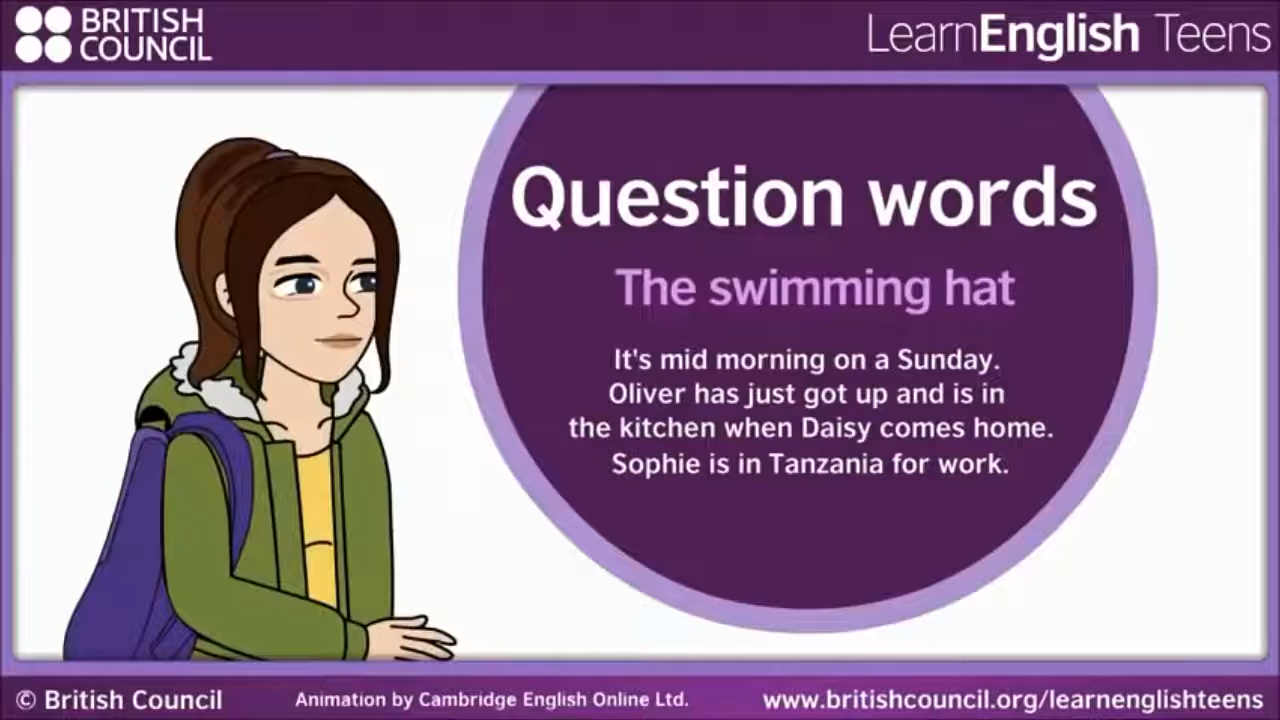 BRITISH
COUNCIL
LearnEnglish Teens
Question words
The swimming hat
It's mid morning on a Sunday.
Oliver has just got up and is in
the kitchen when Daisy comes home.
Sophie is in Tanzania for work.
© British Council
Animation by Cambridge English Online Ltd.
www.britishcouncil.org/learnenglishteens